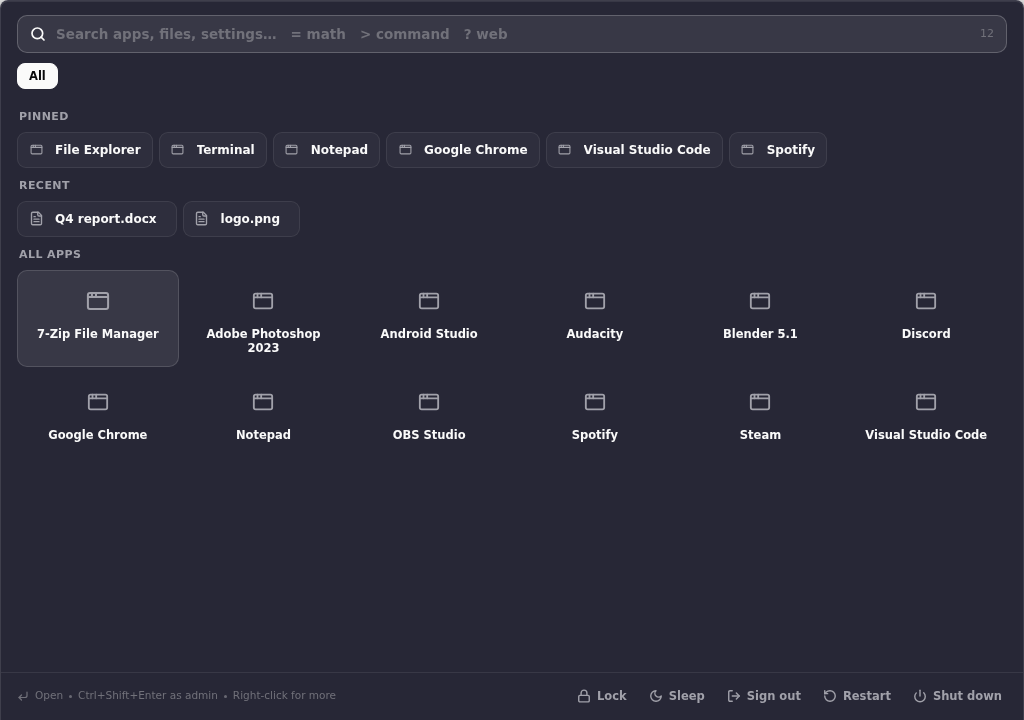 Search apps, files, settings... = math > command ? web 12
All
PINNED
File Explorer Terminal Notepad Google Chrome Visual Studio Code Spotify
RECENT
Q4 report.docx logo.png
ALL APPS
7-Zip File Manager Adobe Photoshop 2023 Android Studio Audacity Blender 5.1 Discord
Google Chrome Notepad OBS Studio Spotify Steam Visual Studio Code
Open • Ctrl+Shift+Enter as admin • Right-click for more Lock Sleep Sign out Restart Shut down